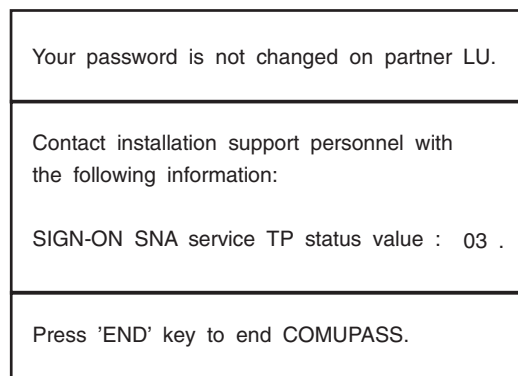 Your password is not changed on partner LU.
Contact installation support personnel with
the following information:
SIGN-ON SNA service TP status value : 03 .
Press ’END’ key to end COMUPASS.